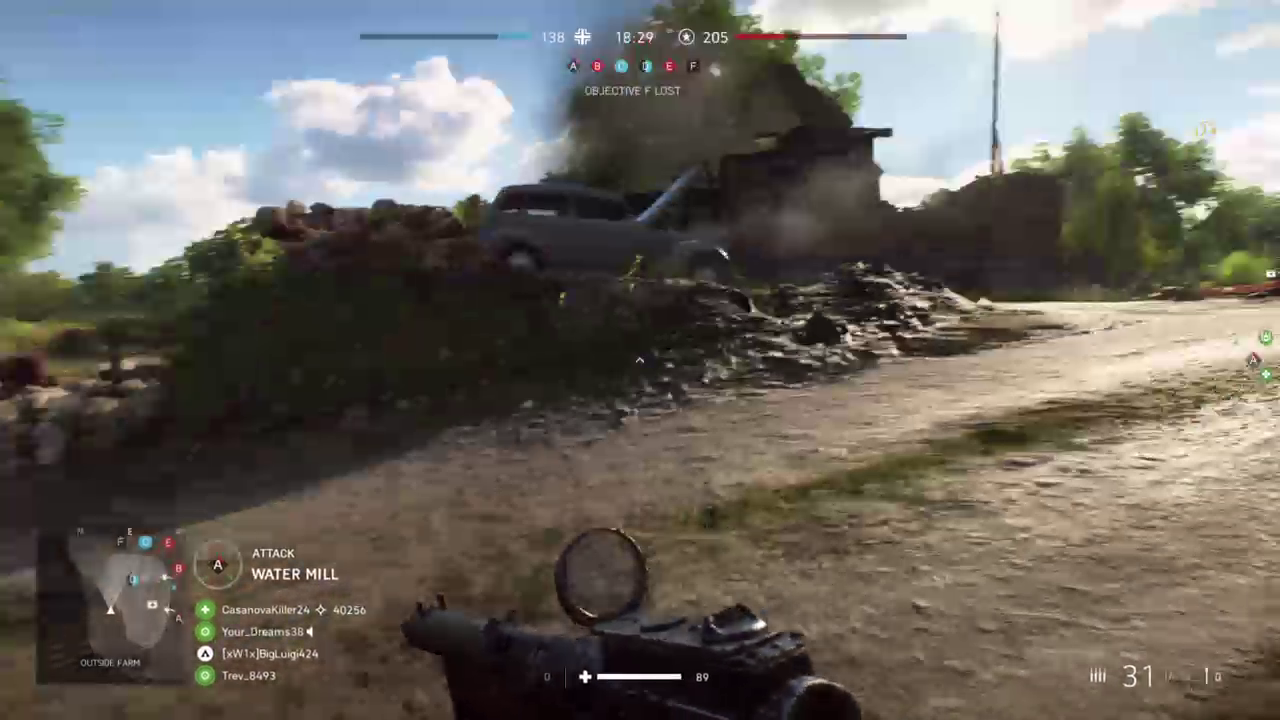 138 18:29 205
A B C D E F
OBJECTIVE F LOST
A
N E
F C E
B
D
A
A
ATTACK
WATER MILL
CasanovaKiller24 40256
Your_Dreams38
[xW1x]BigLuigi424
Trev_8493
OUTSIDE FARM
0 89
31